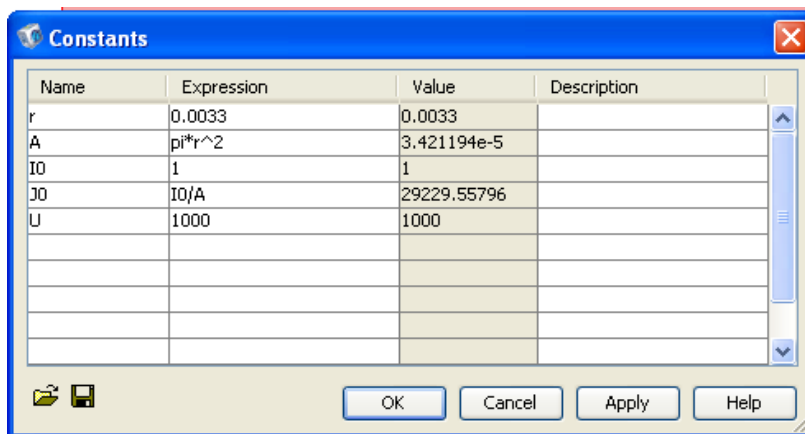 Constants
Name Expression Value Description
r 0.0033 0.0033
A pi*r^2 3.421194e-5
I0 1 1
J0 I0/A 29229.55796
U 1000 1000
OK Cancel Apply Help